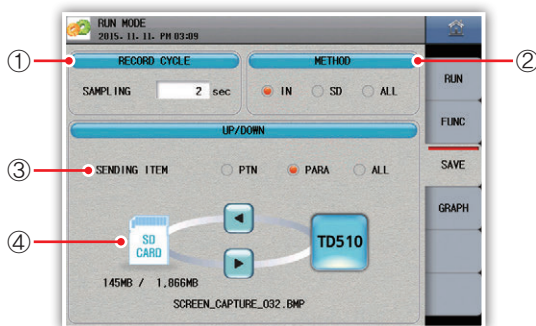 RUN MODE
2015. 11. 11. PM 03:09
① RECORD CYCLE METHOD ②
SAMPLING 2 sec IN SD ALL
RUN
FUNC
UP/DOWN
③ SENDING ITEM PTN PARA ALL
SAVE
GRAPH
④ SD CARD TD510
145MB / 1,866MB
SCREEN_CAPTURE_032.BMP